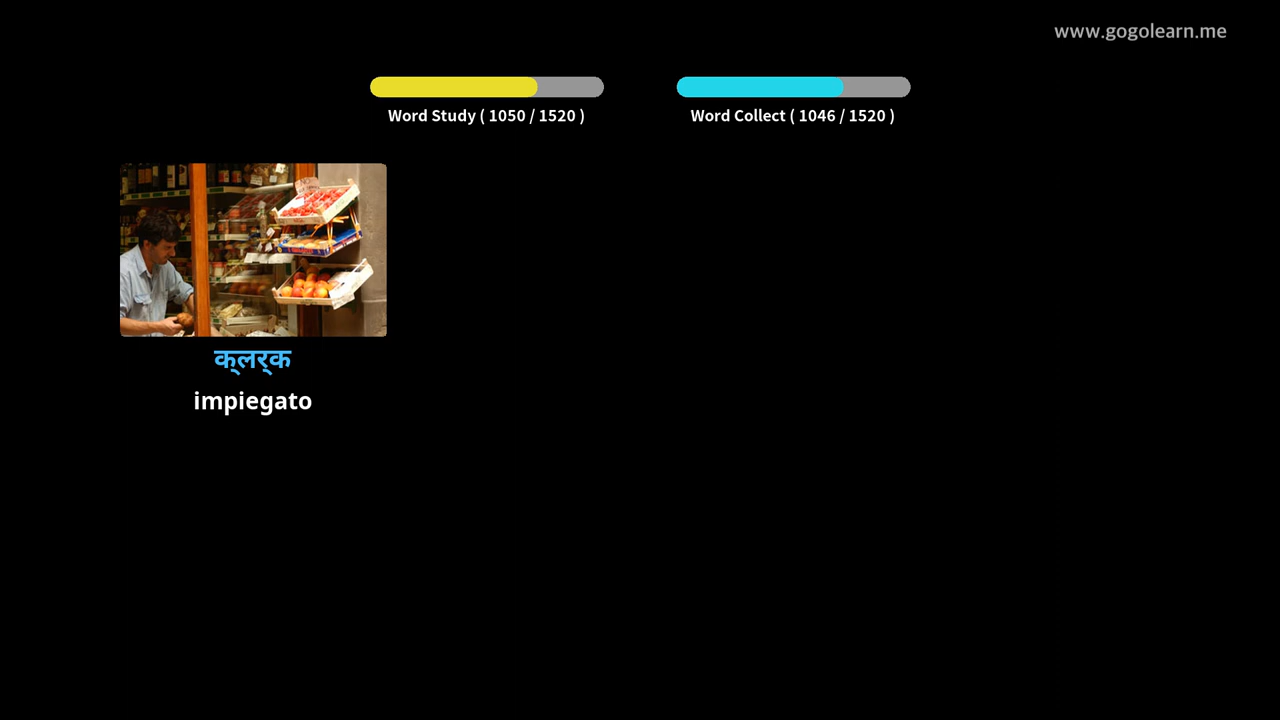 www.gogolearn.me
Word Study ( 1050 / 1520 )
Word Collect ( 1046 / 1520 )
क्लर्क
impiegato